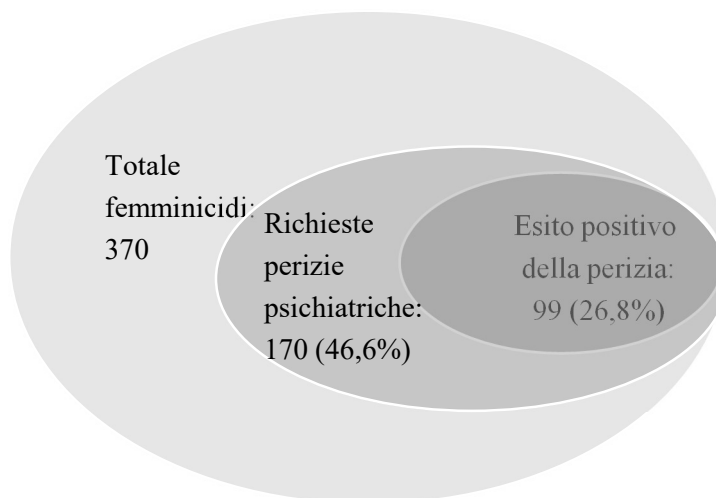 Totale
femminicidi:
370
Richieste
perizie
psichiatriche:
170 (46,6%)
Esito positivo
della perizia:
99 (26,8%)